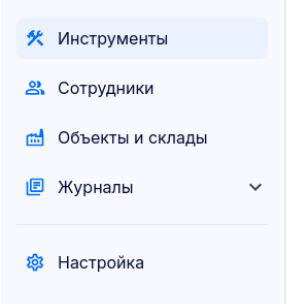 Инструменты
Сотрудники
Объекты и склады
Журналы
Настройка